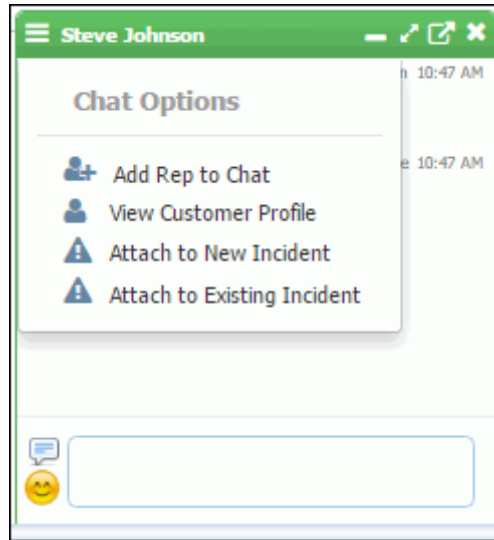 Steve Johnson
10:47 AM
Chat Options
10:47 AM
Add Rep to Chat
View Customer Profile
Attach to New Incident
Attach to Existing Incident